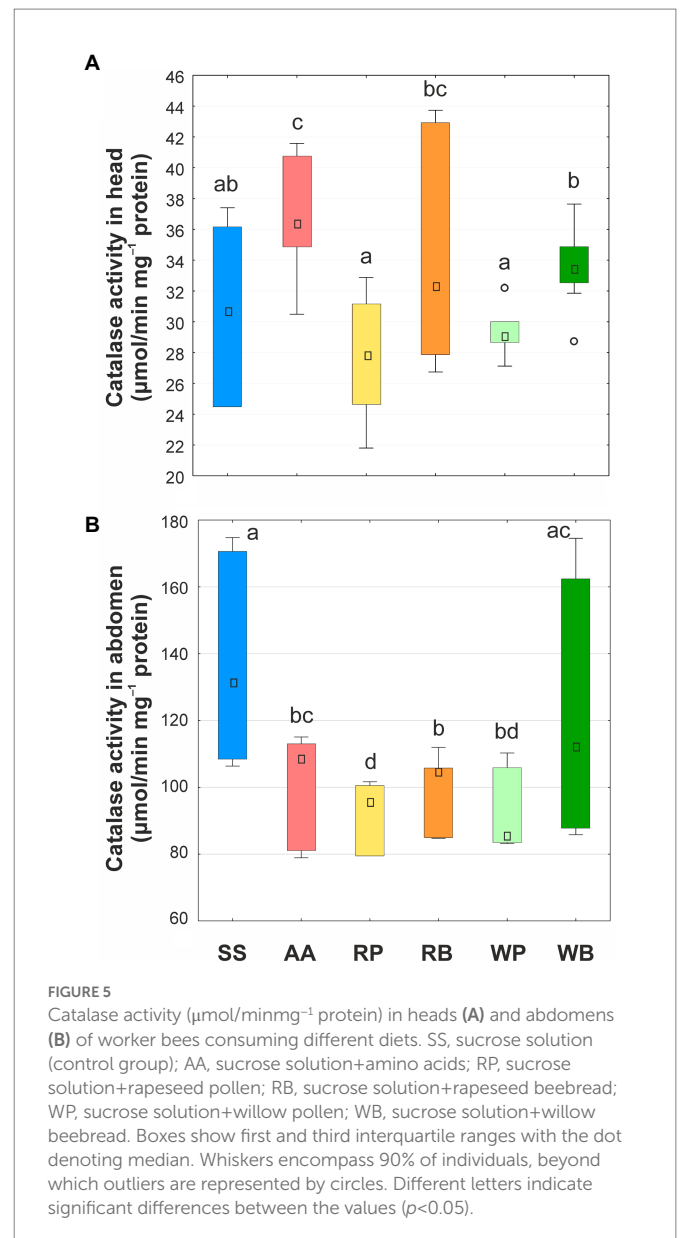 A
46
44
42
40
38
36
34
32
30
28
26
24
22
20
Catalase activity in head
(µmol/min mg⁻¹ protein)
ab
c
a
bc
a
b
B
180
160
140
120
100
80
60
Catalase activity in abdomen
(µmol/min mg⁻¹ protein)
a
bc
d
b
bd
ac
SS AA RP RB WP WB
FIGURE 5
Catalase activity (μmol/minmg⁻¹ protein) in heads (A) and abdomens
(B) of worker bees consuming different diets. SS, sucrose solution
(control group); AA, sucrose solution+amino acids; RP, sucrose
solution+rapeseed pollen; RB, sucrose solution+rapeseed beebread;
WP, sucrose solution+willow pollen; WB, sucrose solution+willow
beebread. Boxes show first and third interquartile ranges with the dot
denoting median. Whiskers encompass 90% of individuals, beyond
which outliers are represented by circles. Different letters indicate
significant differences between the values (p<0.05).